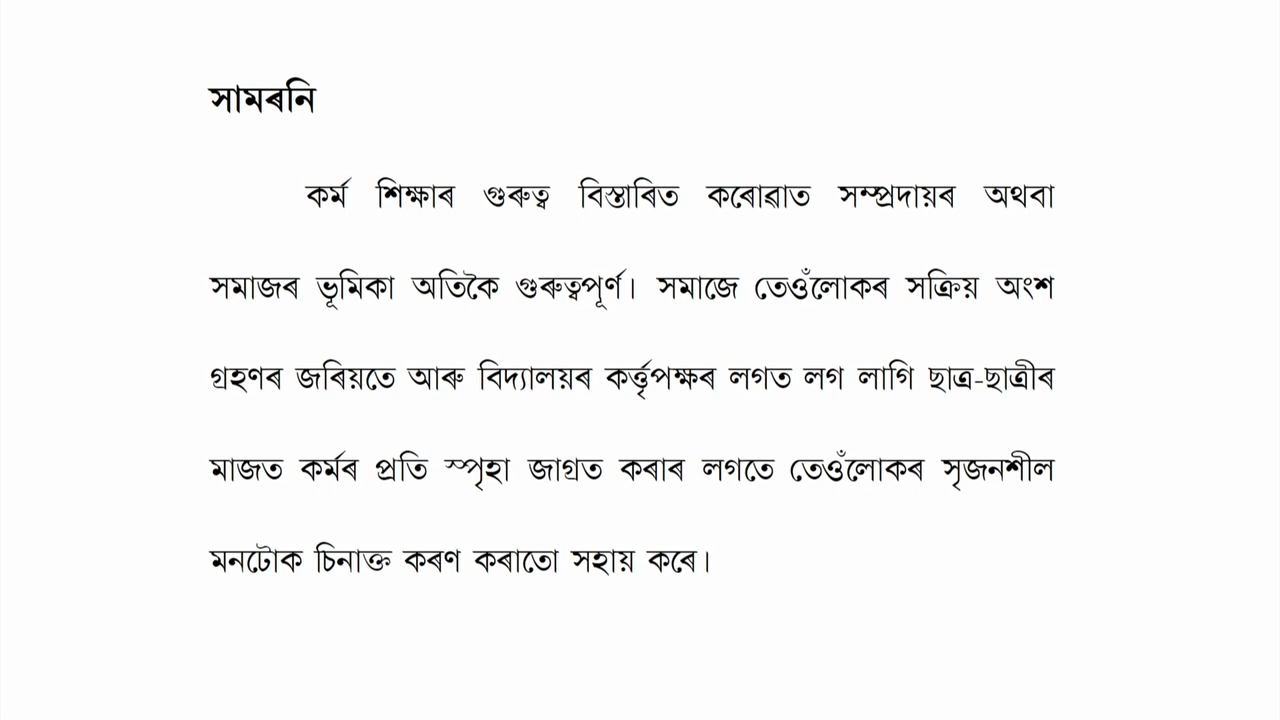 সামৰনি
কৰ্ম শিক্ষাৰ গুৰুত্ব বিস্তাৰিত কৰোৱাত সম্প্ৰদায়ৰ অথবা
সমাজৰ ভূমিকা অতিকৈ গুৰুত্বপূৰ্ণ। সমাজে তেওঁলোকৰ সক্ৰিয় অংশ
গ্ৰহণৰ জৰিয়তে আৰু বিদ্যালয়ৰ কৰ্ত্তৃপক্ষৰ লগত লগ লাগি ছাত্ৰ-ছাত্ৰীৰ
মাজত কৰ্মৰ প্ৰতি স্পৃহা জাগ্ৰত কৰাৰ লগতে তেওঁলোকৰ সৃজনশীল
মনটোক চিনাক্ত কৰণ কৰাতো সহায় কৰে।